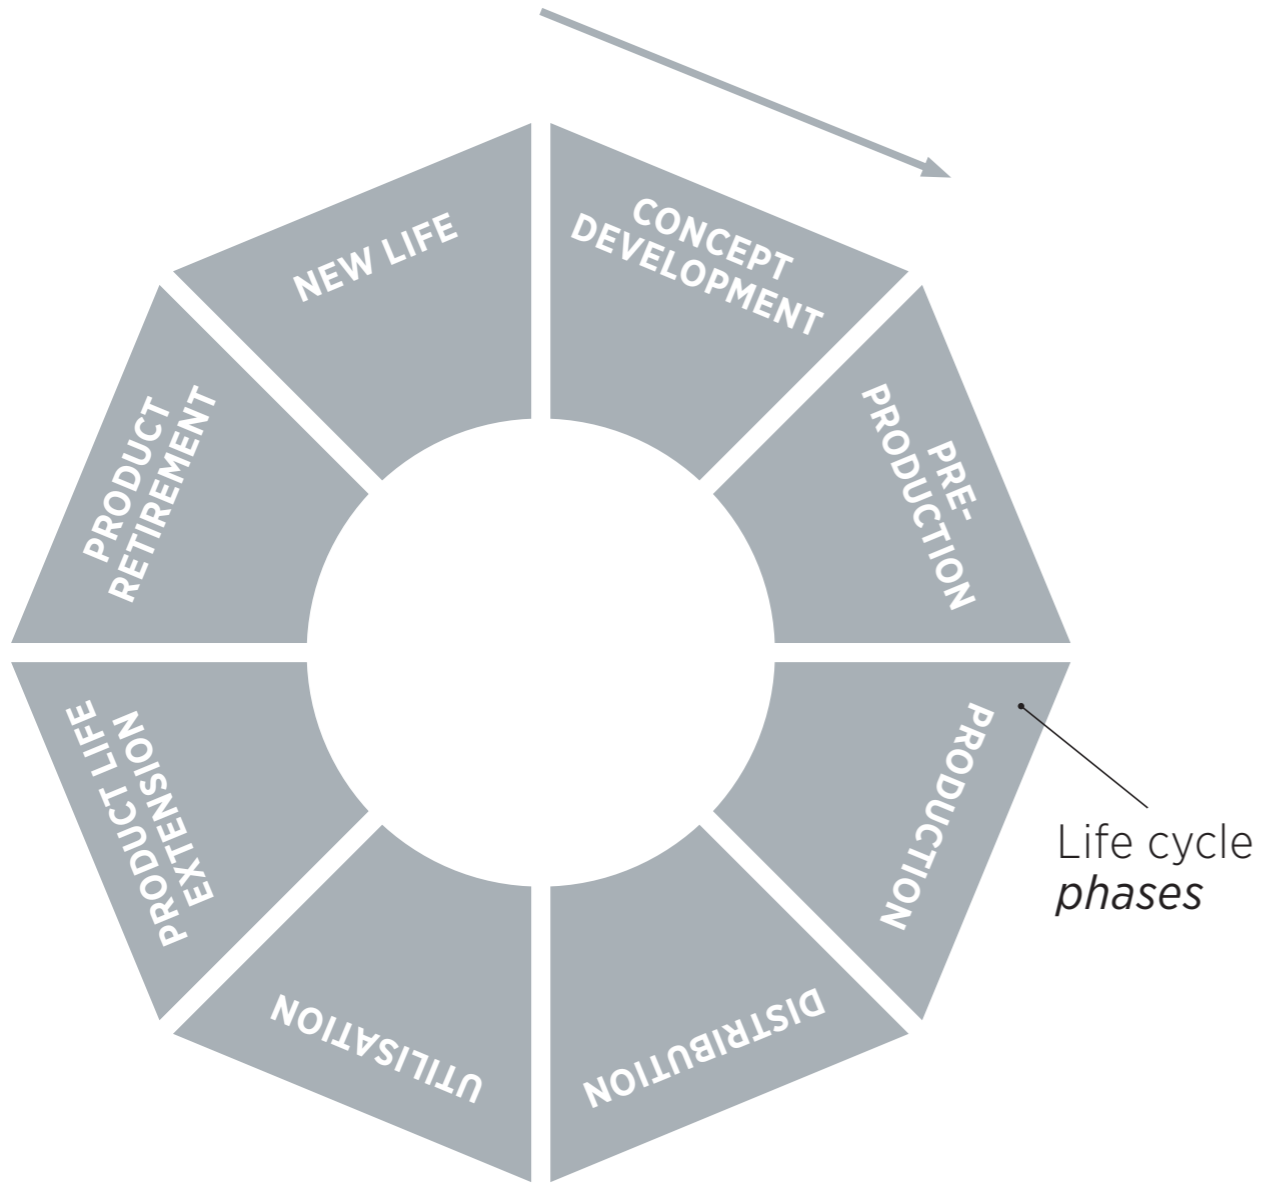 CONCEPT
DEVELOPMENT
PRE-
PRODUCTION
PRODUCTION
Life cycle
phases
DISTRIBUTION
UTILISATION
PRODUCT LIFE
EXTENSION
PRODUCT
RETIREMENT
NEW LIFE